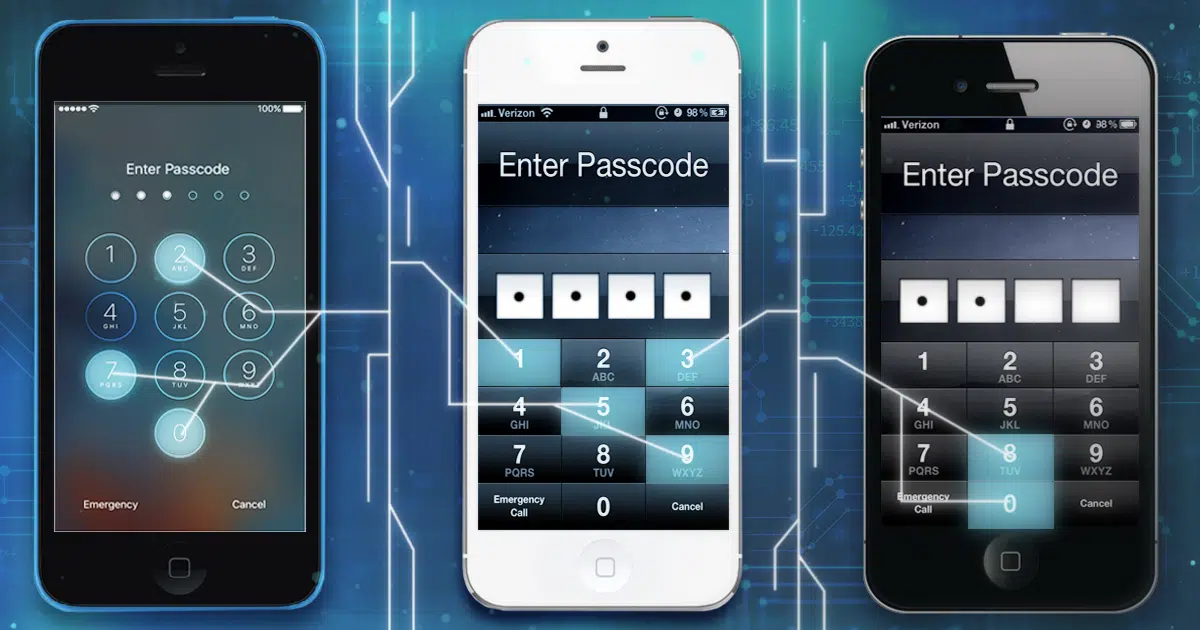 100%
Enter Passcode
1 2 3
ABC DEF
4 5 6
GHI JKL MNO
7 8 9
PQRS TUV
0
Emergency Cancel
Verizon 98%
Enter Passcode
1 2 3
ABC DEF
4 5 6
GHI JKL MNO
7 8 9
PQRS TUV WXYZ
Emergency
Call 0 Cancel
Verizon 98%
Enter Passcode
1 2 3
ABC DEF
4 5 6
GHI JKL MNO
7 8 9
PQRS TUV WXYZ
Emergency
Call 0 Cancel
-125.42